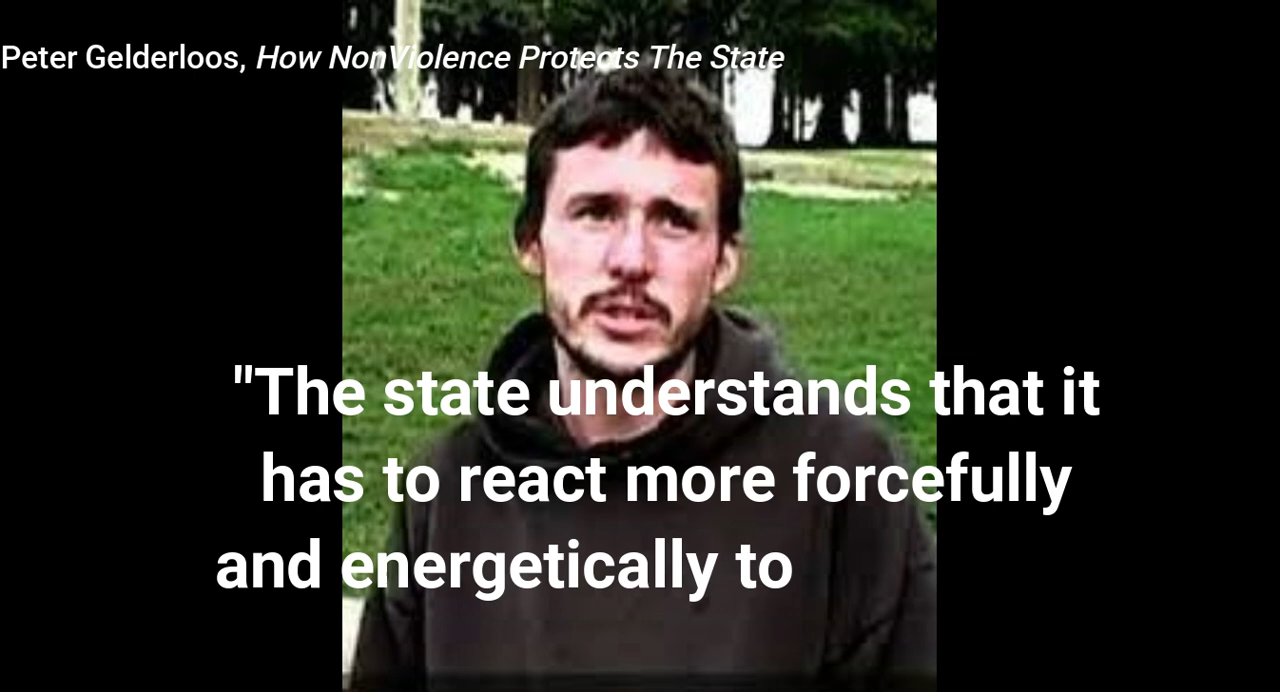 Peter Gelderloos, How NonViolence Protects The State
"The state understands that it
has to react more forcefully
and energetically to